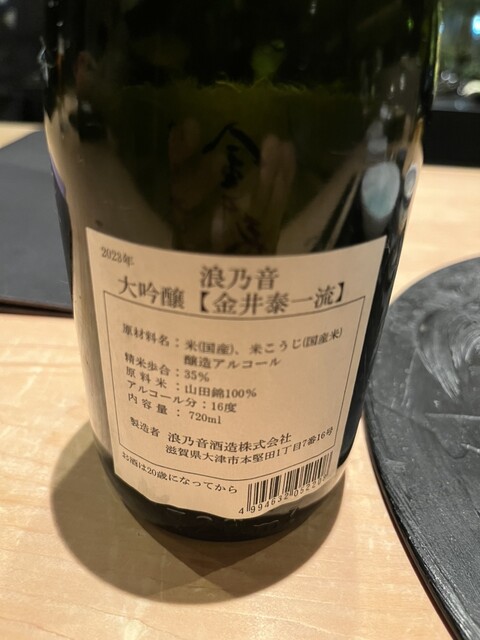 2023年
浪乃音
大吟醸【金井泰一流】
原材料名：米(国産)、米こうじ(国産米)
醸造アルコール
精米歩合：35%
原料米：山田錦100%
アルコール分：16度
内容量：720ml
製造者 浪乃音酒造株式会社
滋賀県大津市本堅田1丁目7番16号
お酒は20歳になってから